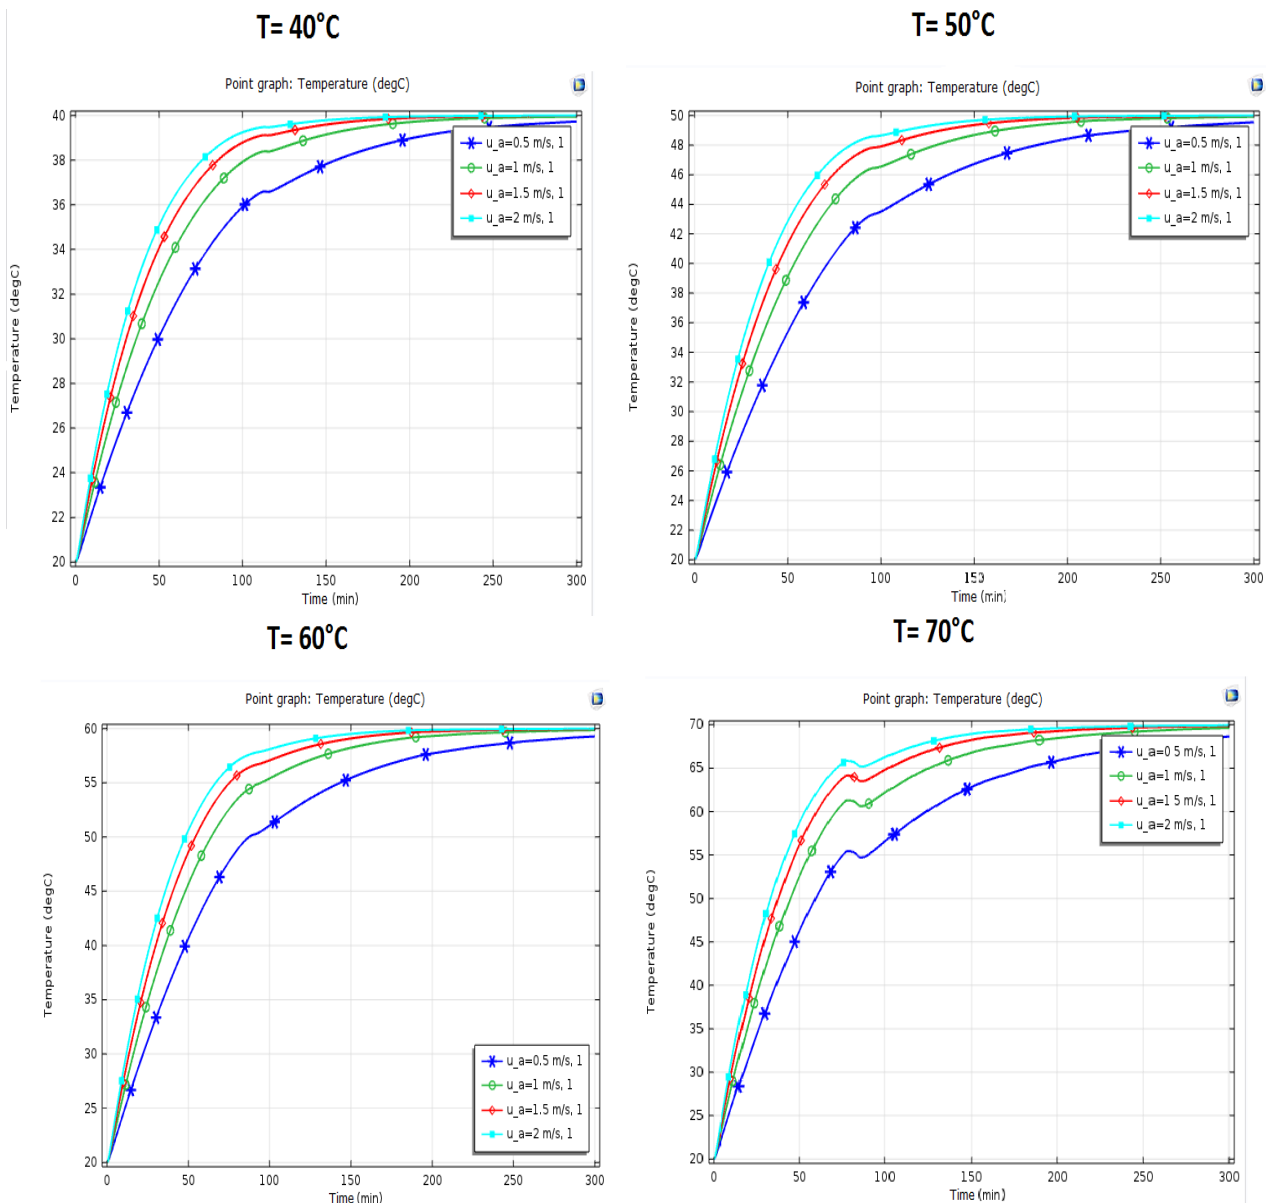 T= 40°C
Point graph: Temperature (degC)
40
38
36
34
32
30
28
26
24
22
20
Temperature (degC)
0 50 100 150 200 250 300
Time (min)
u_a=0.5 m/s, 1
u_a=1 m/s, 1
u_a=1.5 m/s, 1
u_a=2 m/s, 1
T= 50°C
Point graph: Temperature (degC)
50
48
46
44
42
40
38
36
34
32
30
28
26
24
22
20
Temperature (degC)
0 50 100 150 200 250 300
Time (min)
u_a=0.5 m/s, 1
u_a=1 m/s, 1
u_a=1.5 m/s, 1
u_a=2 m/s, 1
T= 60°C
Point graph: Temperature (degC)
60
55
50
45
40
35
30
25
20
Temperature (degC)
0 50 100 150 200 250 300
Time (min)
u_a=0.5 m/s, 1
u_a=1 m/s, 1
u_a=1.5 m/s, 1
u_a=2 m/s, 1
T= 70°C
Point graph: Temperature (degC)
70
65
60
55
50
45
40
35
30
25
20
Temperature (degC)
0 50 100 150 200 250 300
Time (min)
u_a=0 5 m/s, 1
u_a=1 m/s, 1
u_a=1 5 m/s, 1
u_a=2 m/s, 1